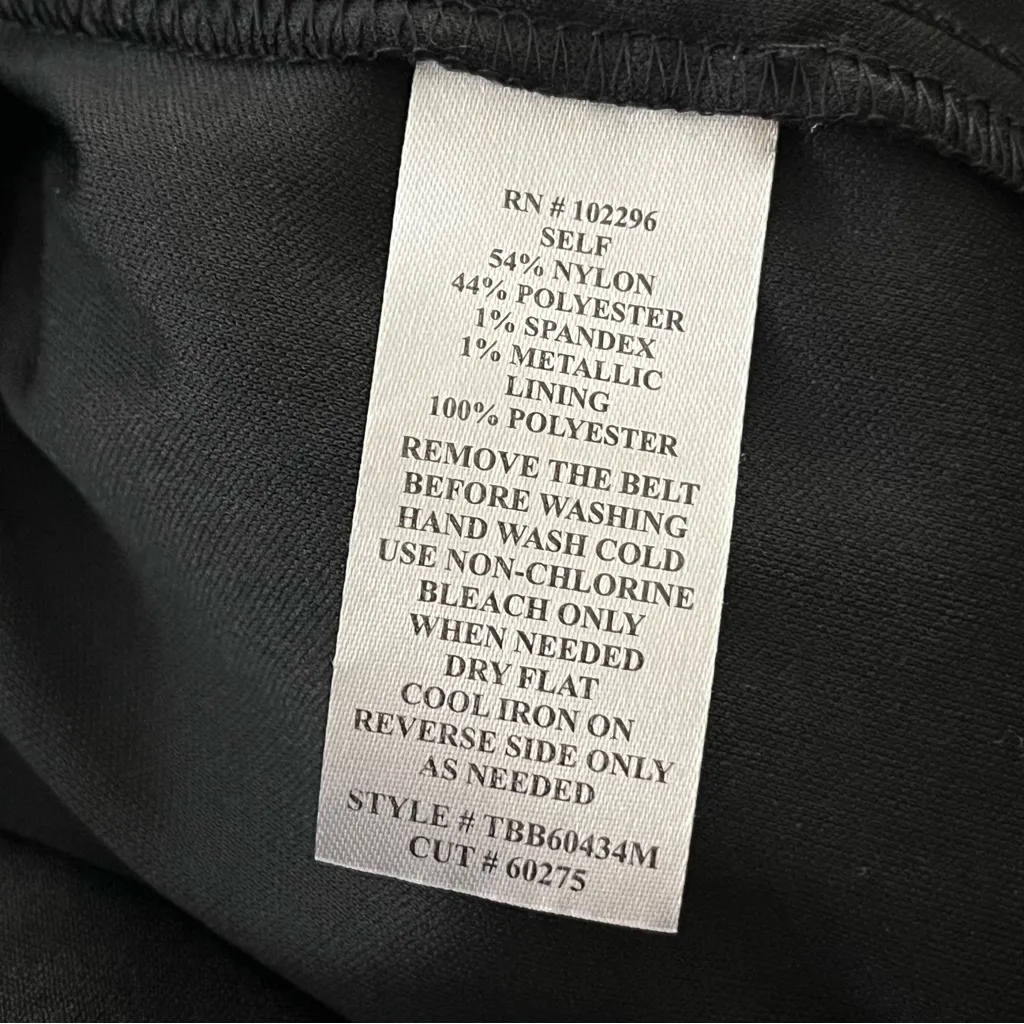 RN # 102296
SELF
54% NYLON
44% POLYESTER
1% SPANDEX
1% METALLIC
LINING
100% POLYESTER
REMOVE THE BELT
BEFORE WASHING
HAND WASH COLD
USE NON-CHLORINE
BLEACH ONLY
WHEN NEEDED
DRY FLAT
COOL IRON ON
REVERSE SIDE ONLY
AS NEEDED
STYLE # TBB60434M
CUT # 60275